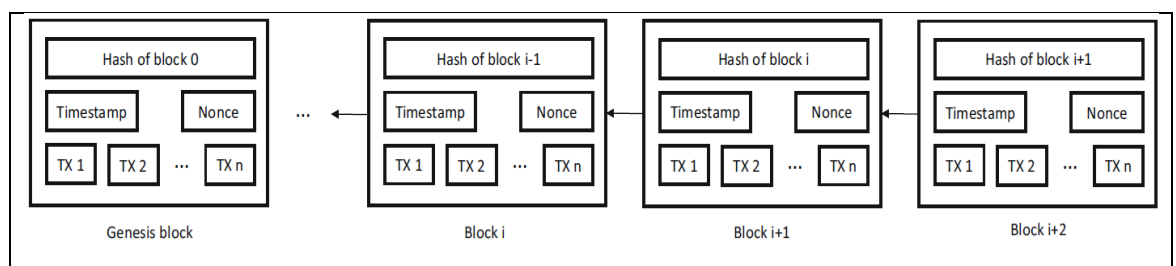 Hash of block 0 Hash of block i-1 Hash of block i Hash of block i+1
Timestamp Nonce ... Timestamp Nonce Timestamp Nonce Timestamp Nonce
TX 1 TX 2 ... TX n TX 1 TX 2 ... TX n TX 1 TX 2 ... TX n TX 1 TX 2 ... TX n
Genesis block Block i Block i+1 Block i+2